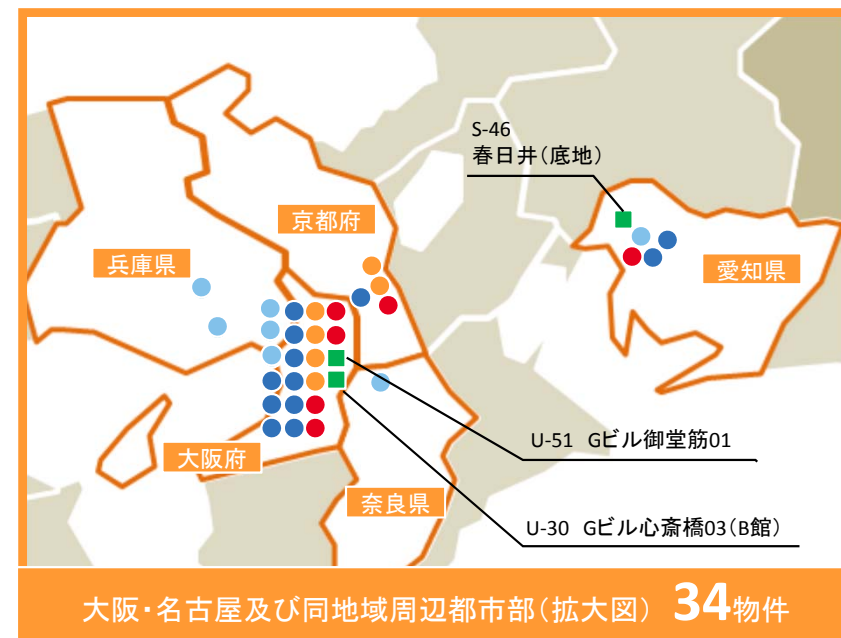 S-46
春日井（底地）
京都府
兵庫県
愛知県
U-51 Gビル御堂筋01
大阪府
奈良県
U-30 Gビル心斎橋03（B館）
大阪・名古屋及び同地域周辺都市部（拡大図） 34物件